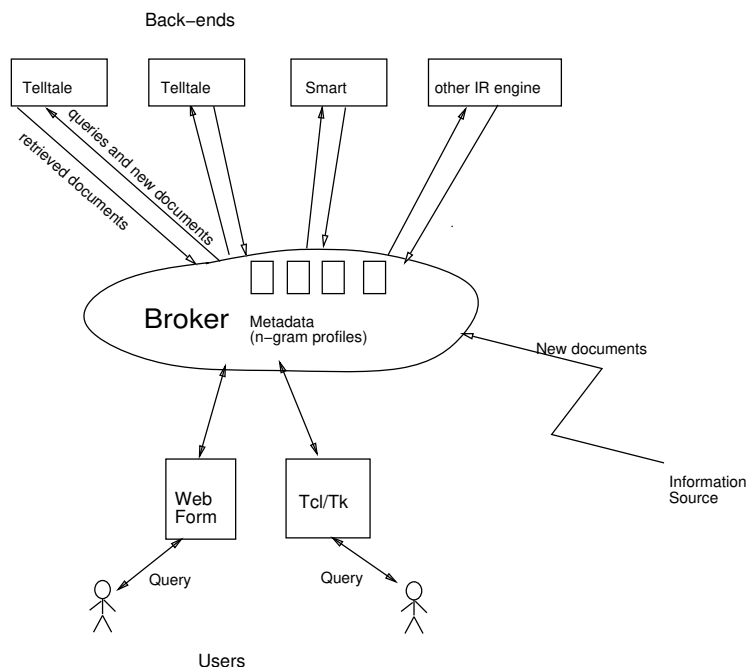 Back-ends
Telltale
Telltale
Smart
other IR engine
queries and new documents
retrieved documents
Broker
Metadata
(n-gram profiles)
New documents
Information
Source
Web
Form
Tcl/Tk
Query
Query
Users